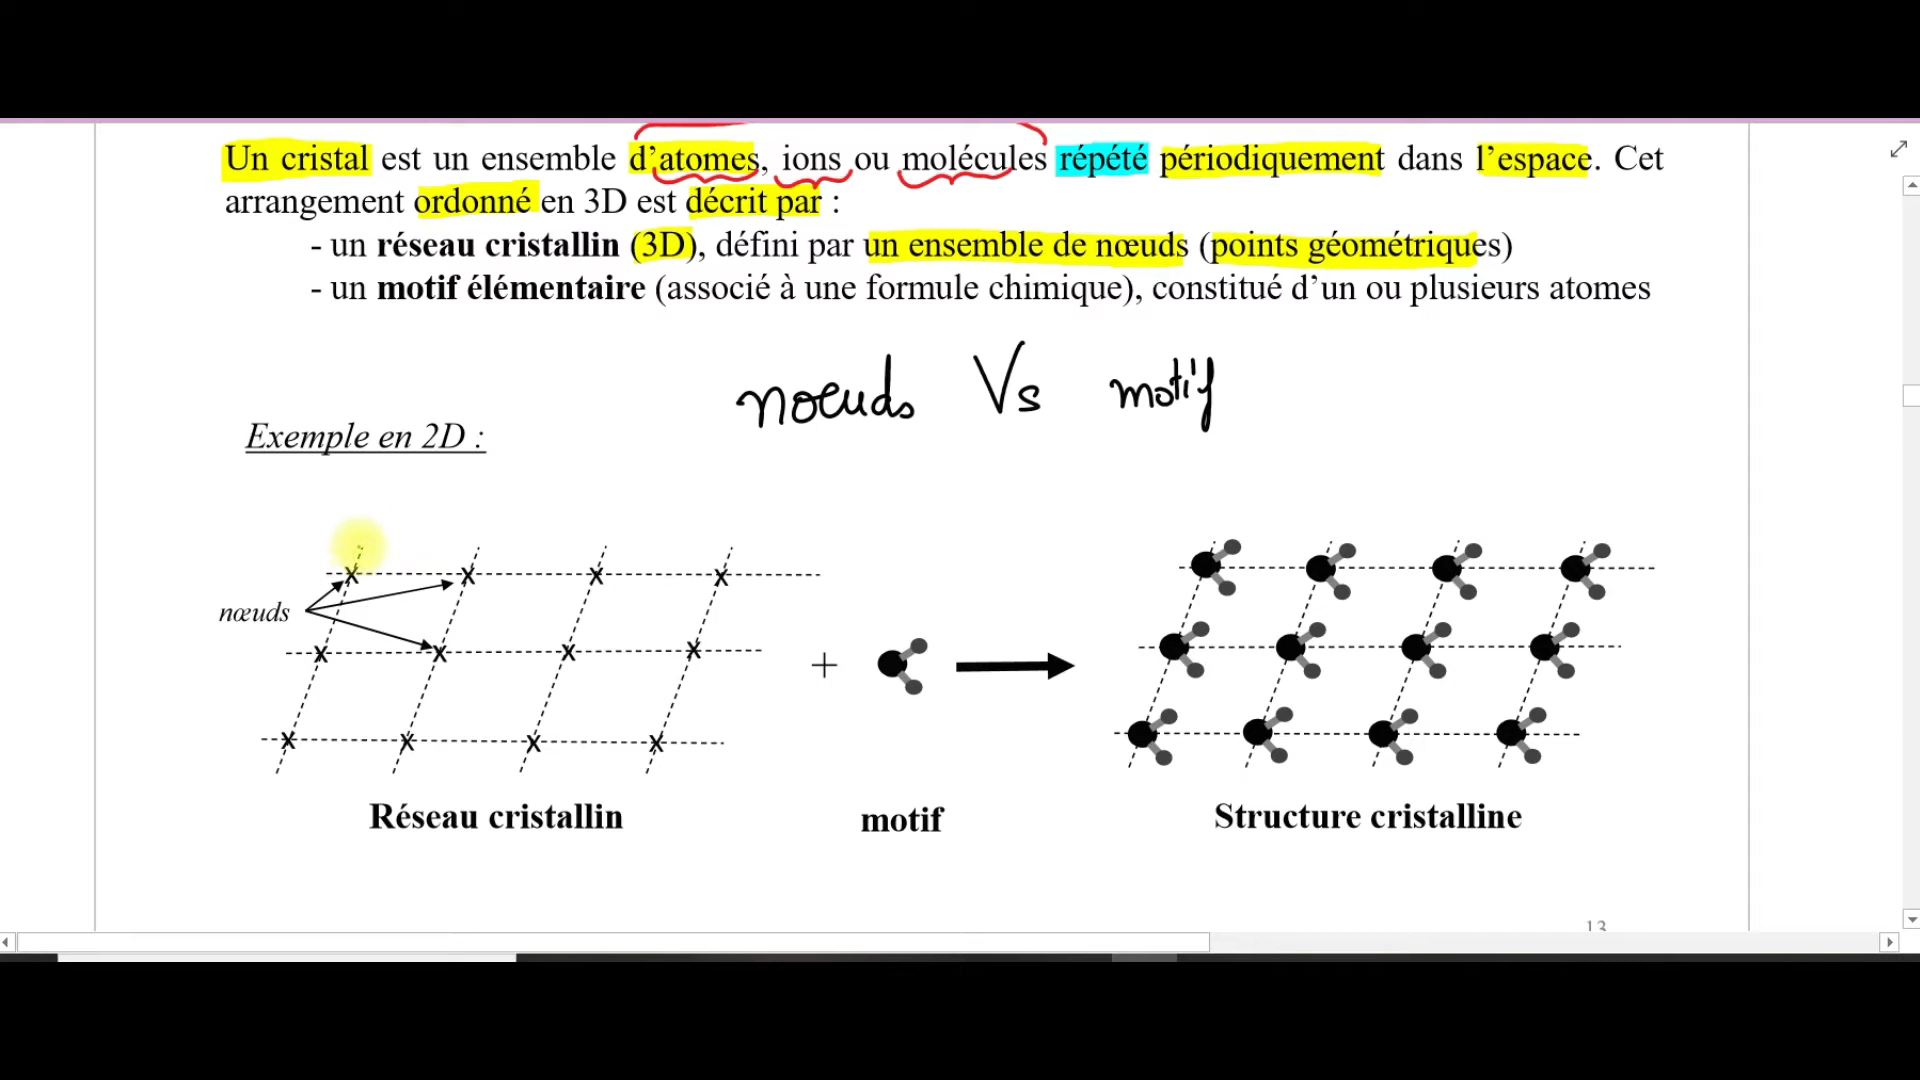 Un cristal est un ensemble d’atomes, ions ou molécules répété périodiquement dans l’espace. Cet
arrangement ordonné en 3D est décrit par :
- un réseau cristallin (3D), défini par un ensemble de nœuds (points géométriques)
- un motif élémentaire (associé à une formule chimique), constitué d’un ou plusieurs atomes
nœuds Vs motif
Exemple en 2D :
nœuds
+
Réseau cristallin
motif
Structure cristalline
13